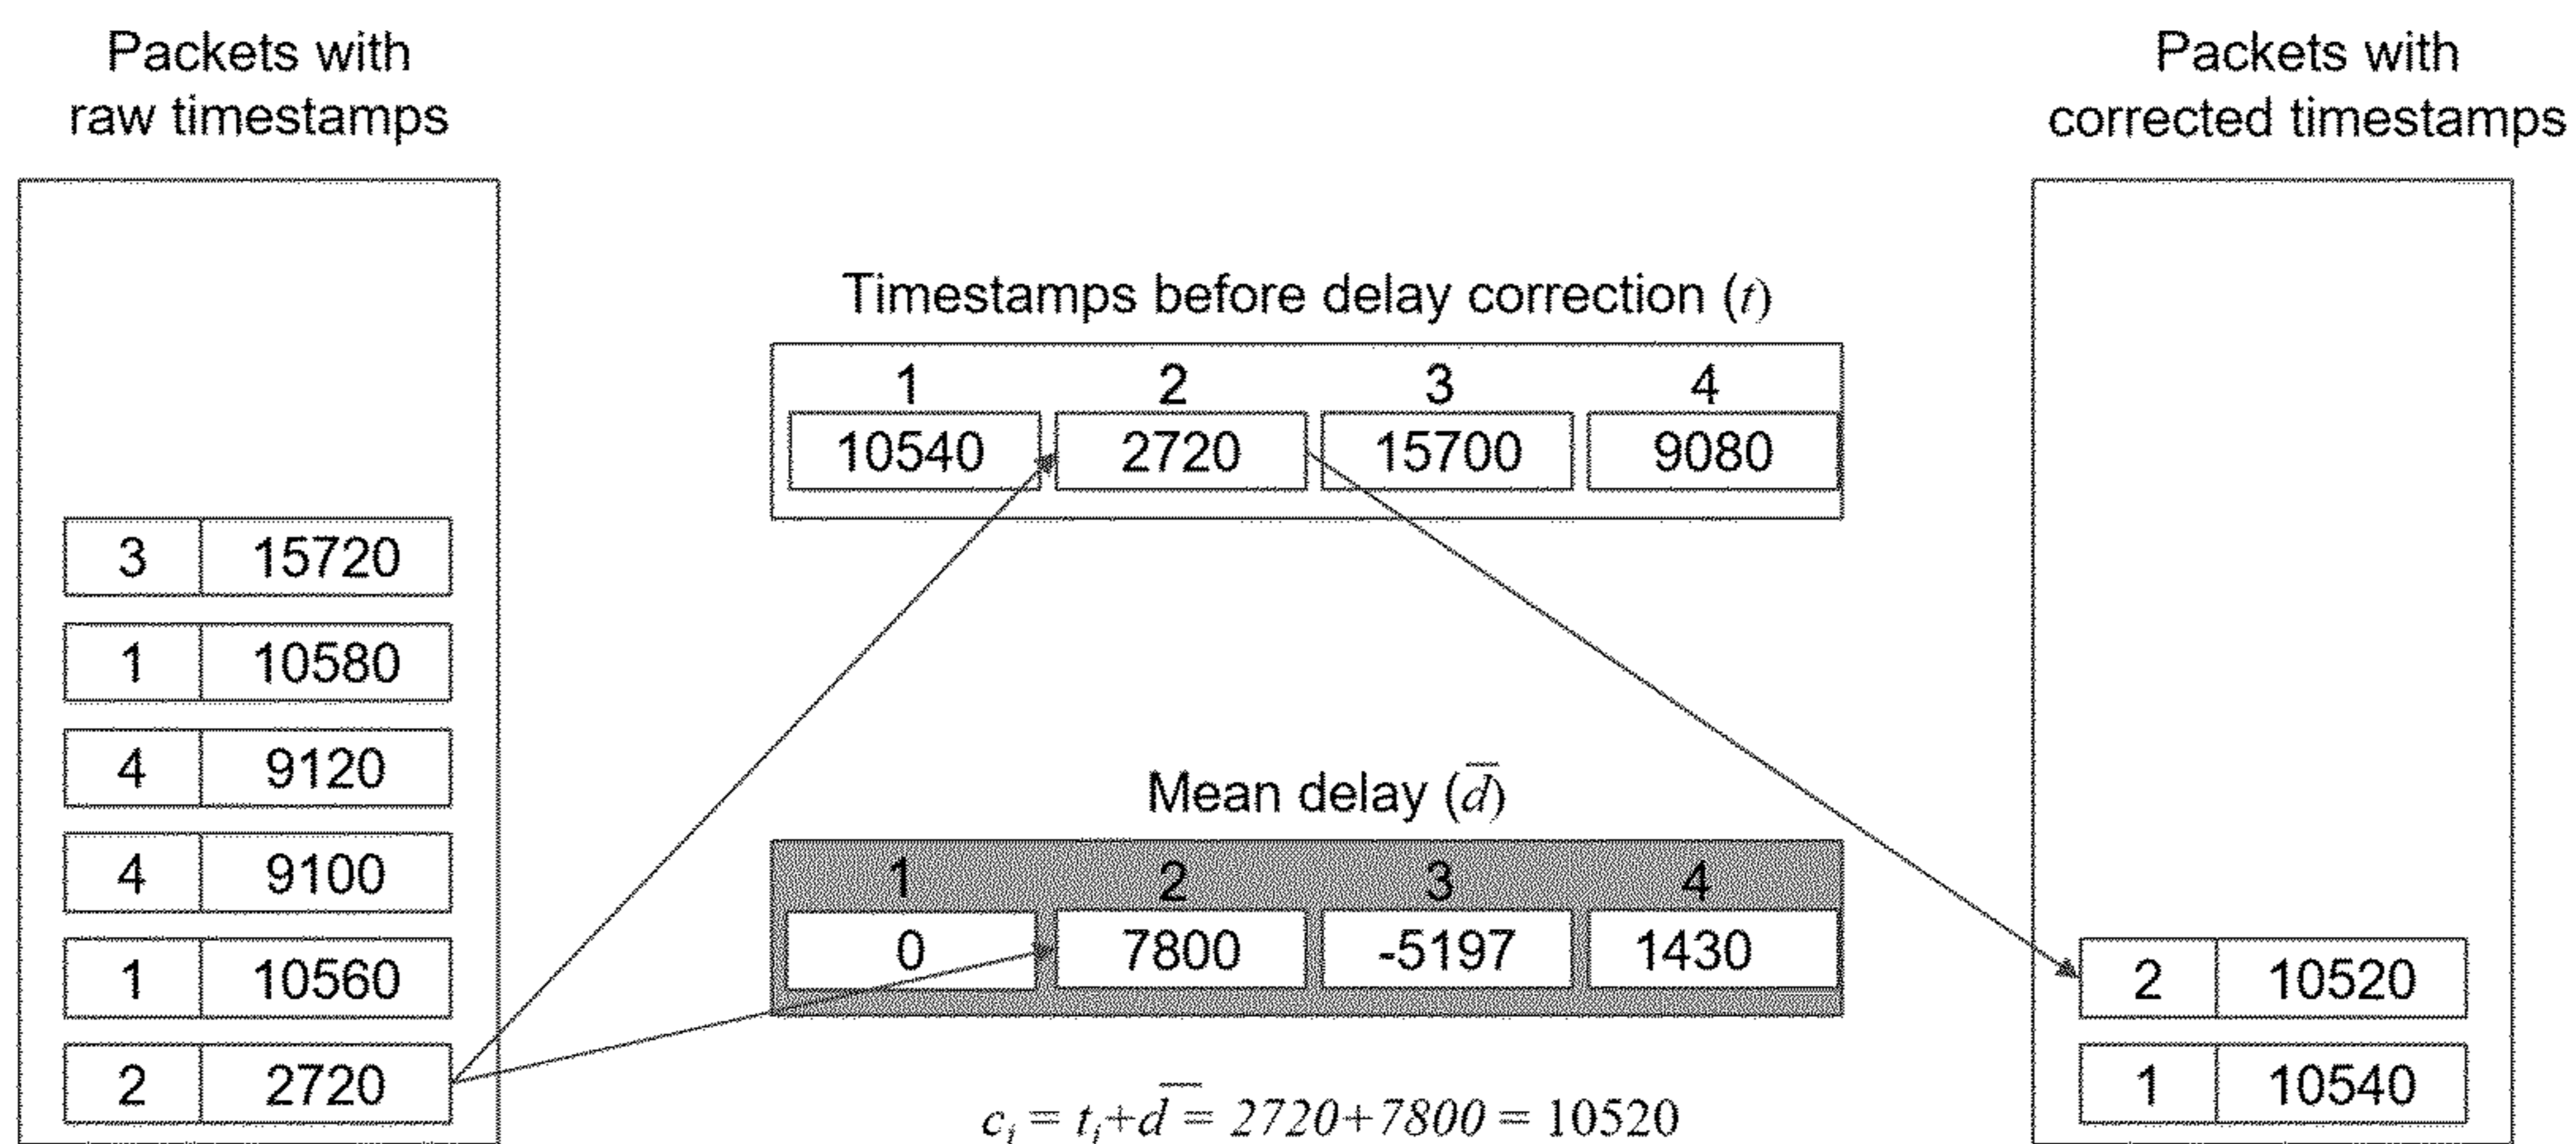 Packets with
raw timestamps
3 15720
1 10580
4 9120
4 9100
1 10560
2 2720
Timestamps before delay correction (t)
1 2 3 4
10540 2720 15700 9080
Mean delay (d̅)
1 2 3 4
0 7800 -5197 1430
cᵢ = tᵢ+d̅ = 2720+7800 = 10520
Packets with
corrected timestamps
2 10520
1 10540